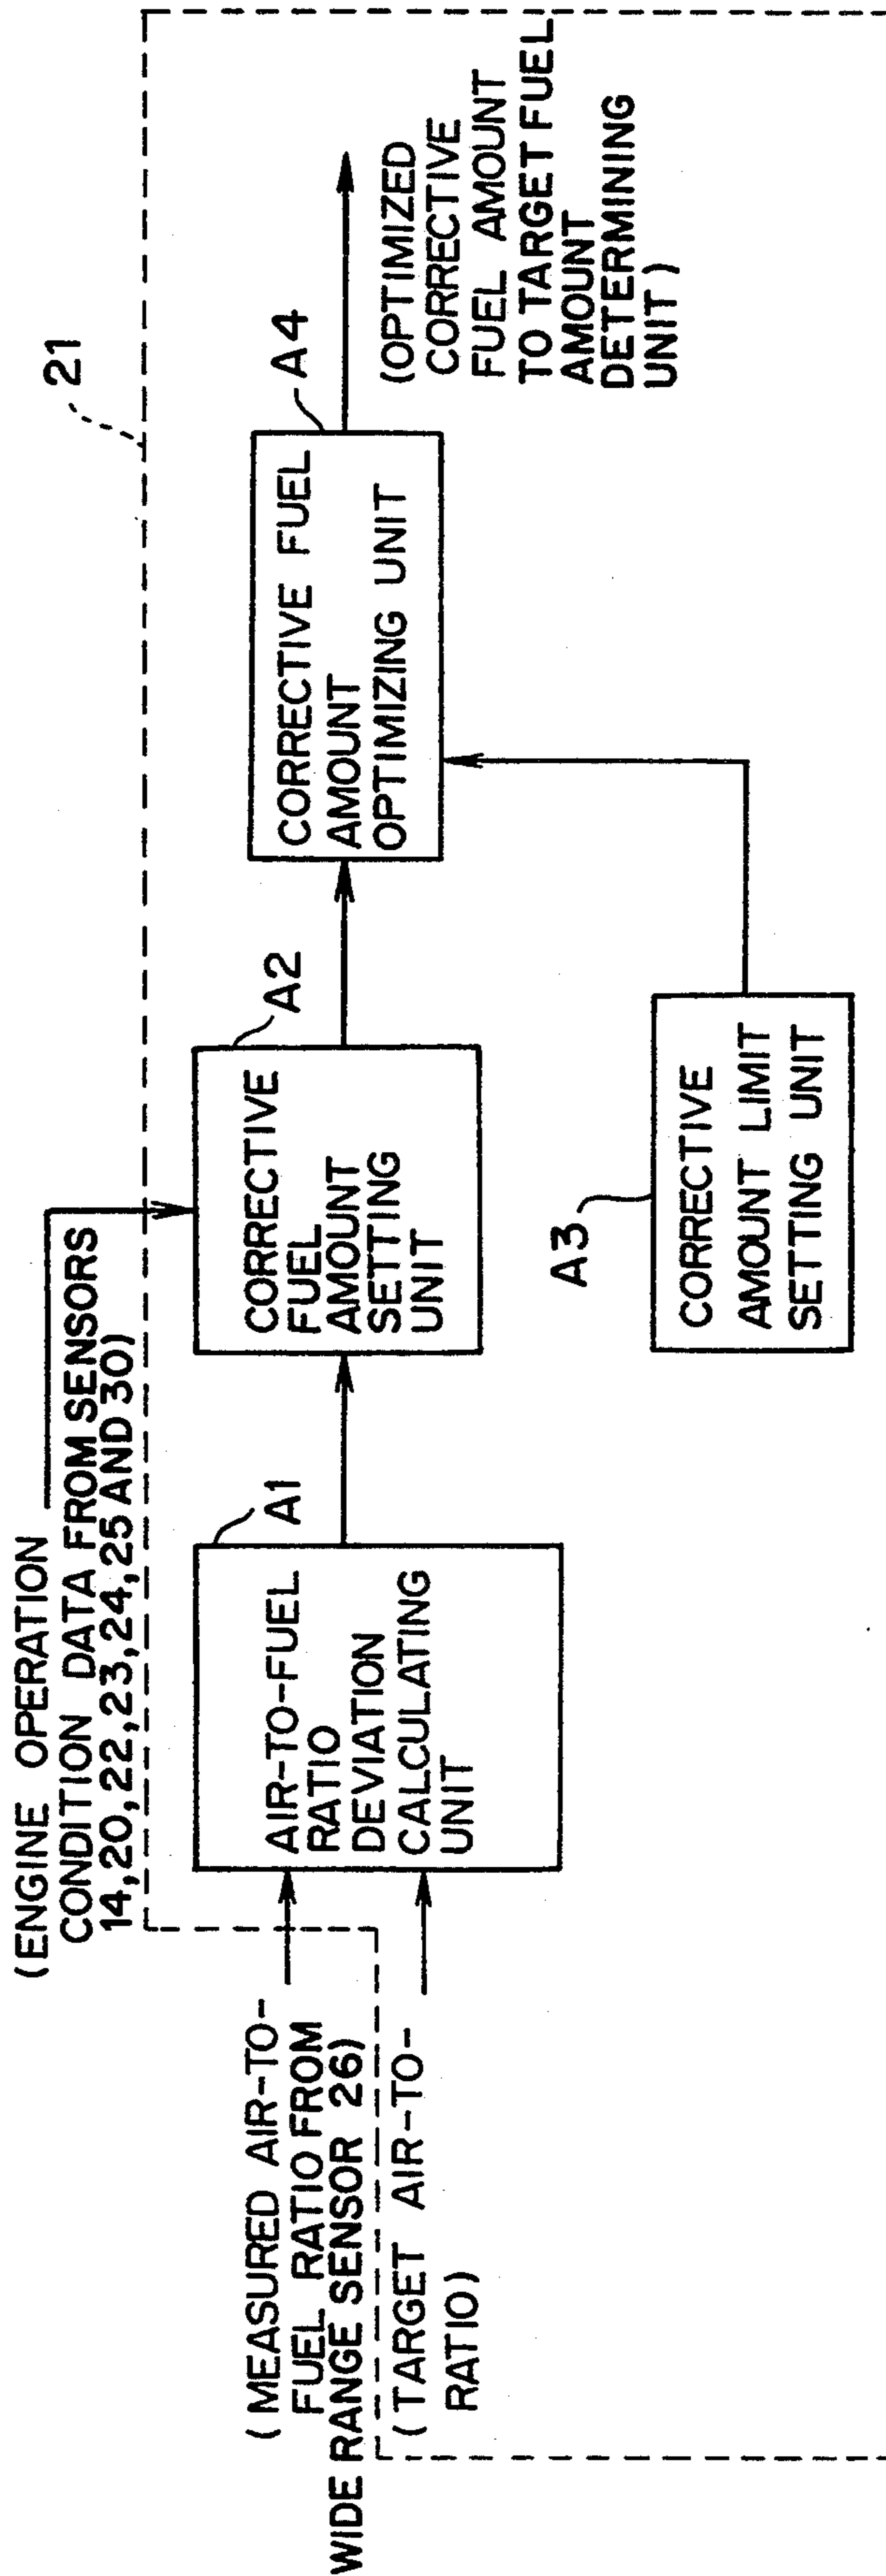 21
(ENGINE OPERATION
CONDITION DATA FROM SENSORS
14,20,22,23,24,25 AND 30)
(MEASURED AIR-TO-
FUEL RATIO FROM
WIDE RANGE SENSOR 26)
(TARGET AIR-TO-
RATIO)
A1
AIR-TO-FUEL
RATIO
DEVIATION
CALCULATING
UNIT
A2
CORRECTIVE
FUEL
AMOUNT
SETTING
UNIT
A3
CORRECTIVE
AMOUNT LIMIT
SETTING UNIT
A4
CORRECTIVE FUEL
AMOUNT
OPTIMIZING UNIT
(OPTIMIZED
CORRECTIVE
FUEL AMOUNT
TO TARGET FUEL
AMOUNT
DETERMINING
UNIT)